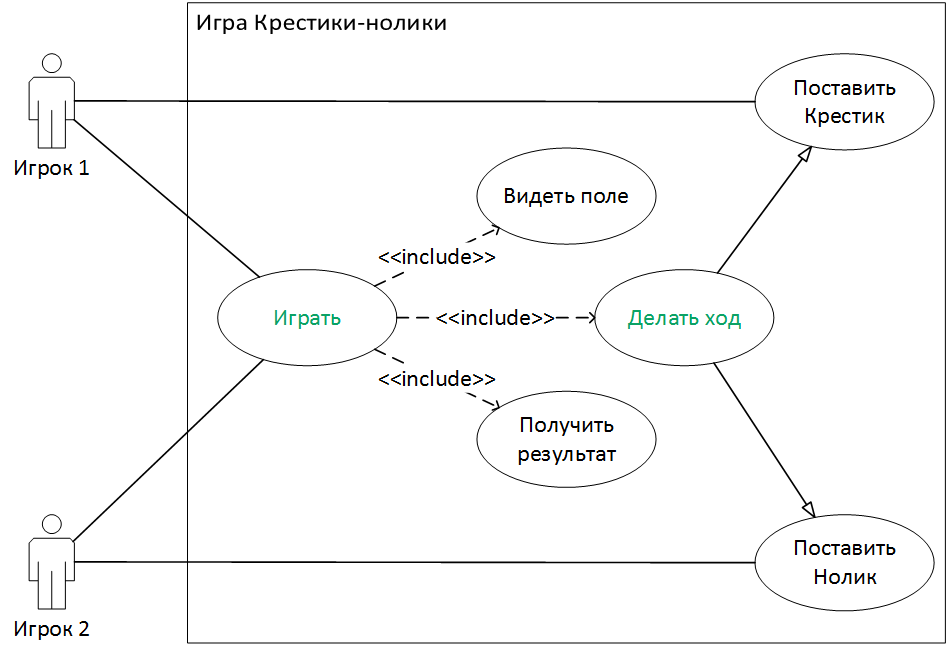 Игра Крестики-нолики
Поставить
Крестик
Игрок 1
Видеть поле
<<include>>
Играть
<<include>>
Делать ход
<<include>>
Получить
результат
Поставить
Нолик
Игрок 2